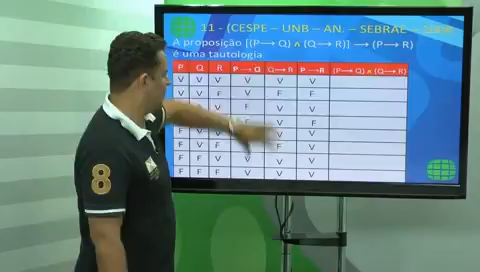 11 - (CESPE – UNB – AN. – SEBRAE –
A proposição [(P⟶ Q) ∧ (Q⟶ R)] ⟶ (P⟶ R)
é uma tautologia.
P Q R P ⟶ Q Q⟶ R P⟶ R (P⟶ Q) ∧ (Q⟶R)
V V V V V V
V V F V F F
V F V V
F V F
F V V F V
F V F V F V
F F V V V V
F F F V V V
8